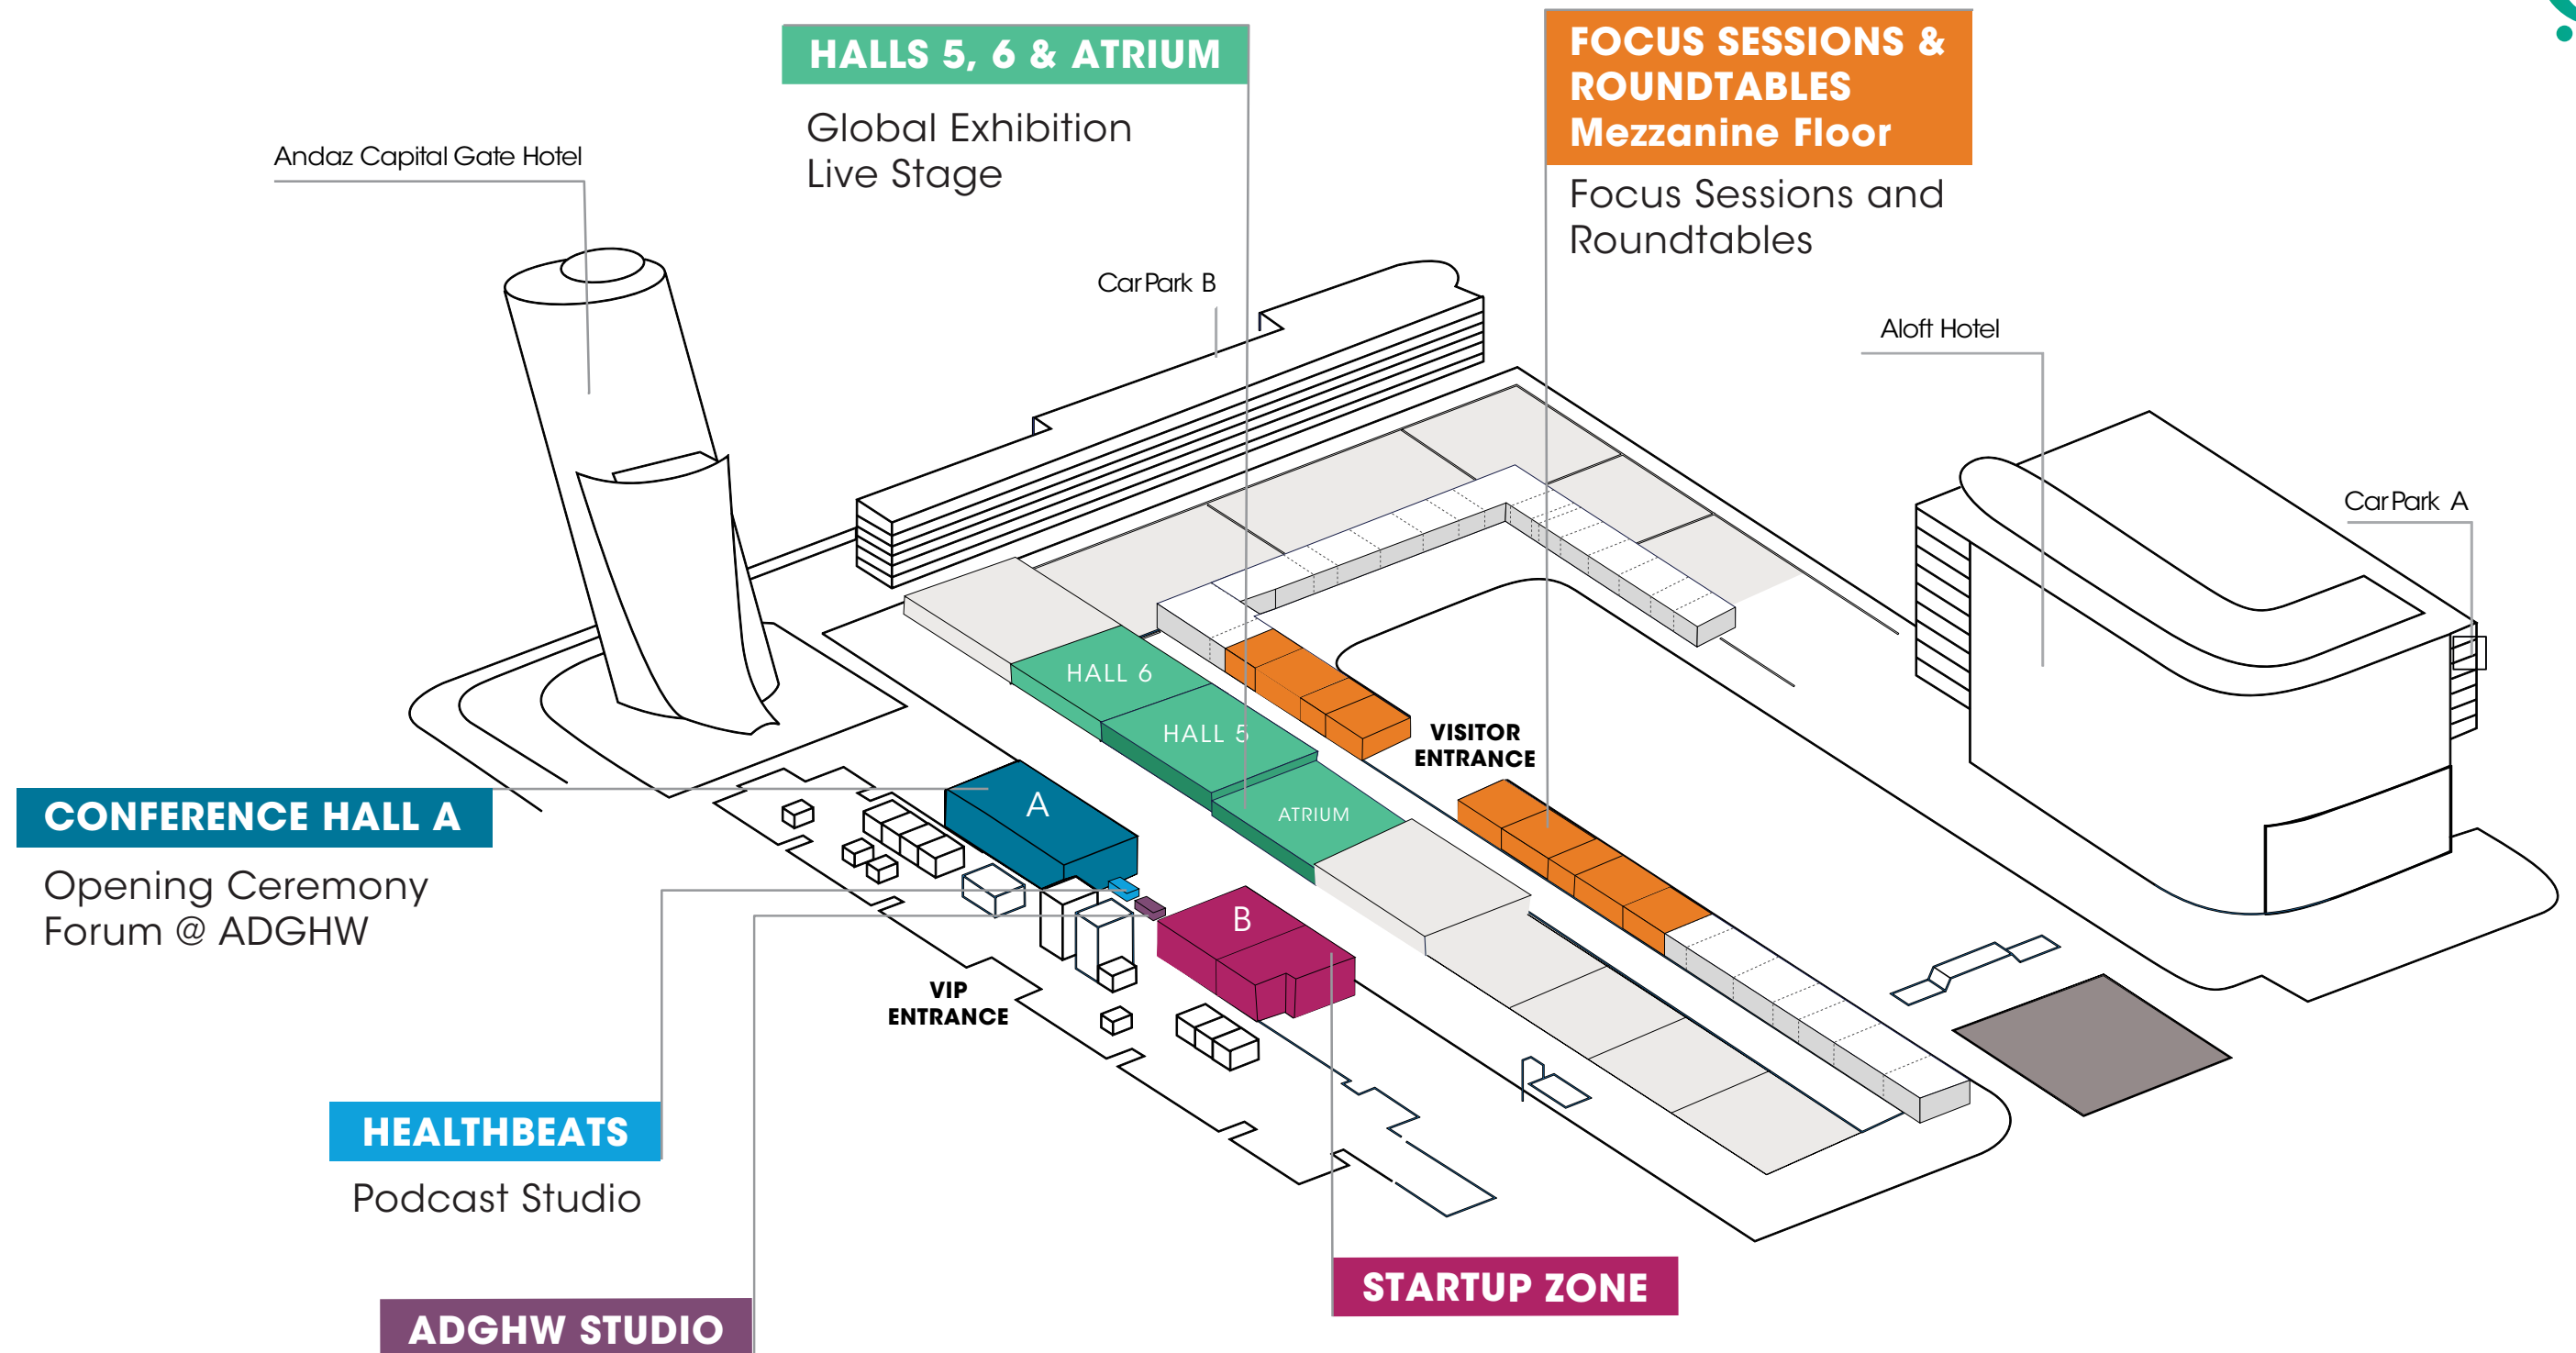 HALLS 5, 6 & ATRIUM
Global Exhibition
Live Stage
FOCUS SESSIONS &
ROUNDTABLES
Mezzanine Floor
Focus Sessions and
Roundtables
Andaz Capital Gate Hotel
Car Park B
Aloft Hotel
Car Park A
HALL 6
HALL 5
ATRIUM
VISITOR
ENTRANCE
A
B
CONFERENCE HALL A
Opening Ceremony
Forum @ ADGHW
VIP
ENTRANCE
HEALTHBEATS
Podcast Studio
STARTUP ZONE
ADGHW STUDIO